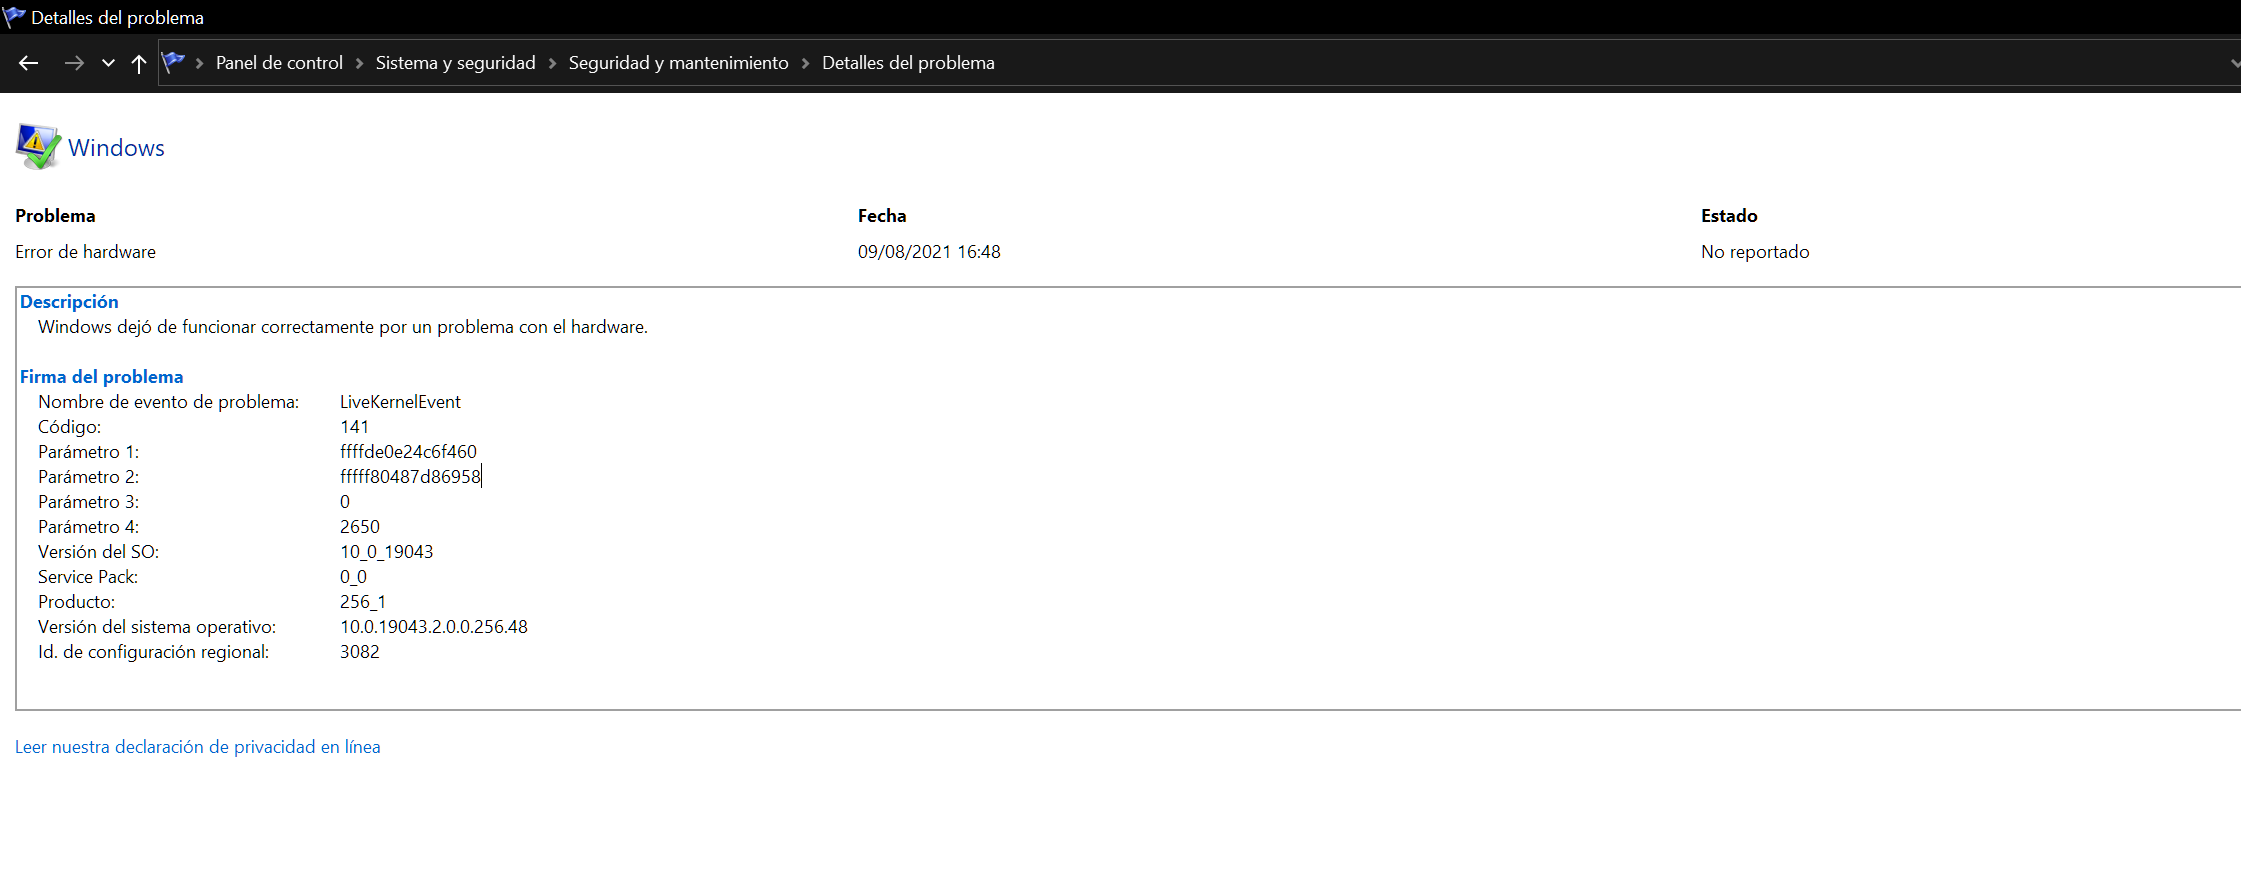 Detalles del problema
Panel de control > Sistema y seguridad > Seguridad y mantenimiento > Detalles del problema
Windows
Problema Fecha Estado
Error de hardware 09/08/2021 16:48 No reportado
Descripción
Windows dejó de funcionar correctamente por un problema con el hardware.
Firma del problema
Nombre de evento de problema: LiveKernelEvent
Código: 141
Parámetro 1: ffffde0e24c6f460
Parámetro 2: fffff80487d86958
Parámetro 3: 0
Parámetro 4: 2650
Versión del SO: 10_0_19043
Service Pack: 0_0
Producto: 256_1
Versión del sistema operativo: 10.0.19043.2.0.0.256.48
Id. de configuración regional: 3082
Leer nuestra declaración de privacidad en línea